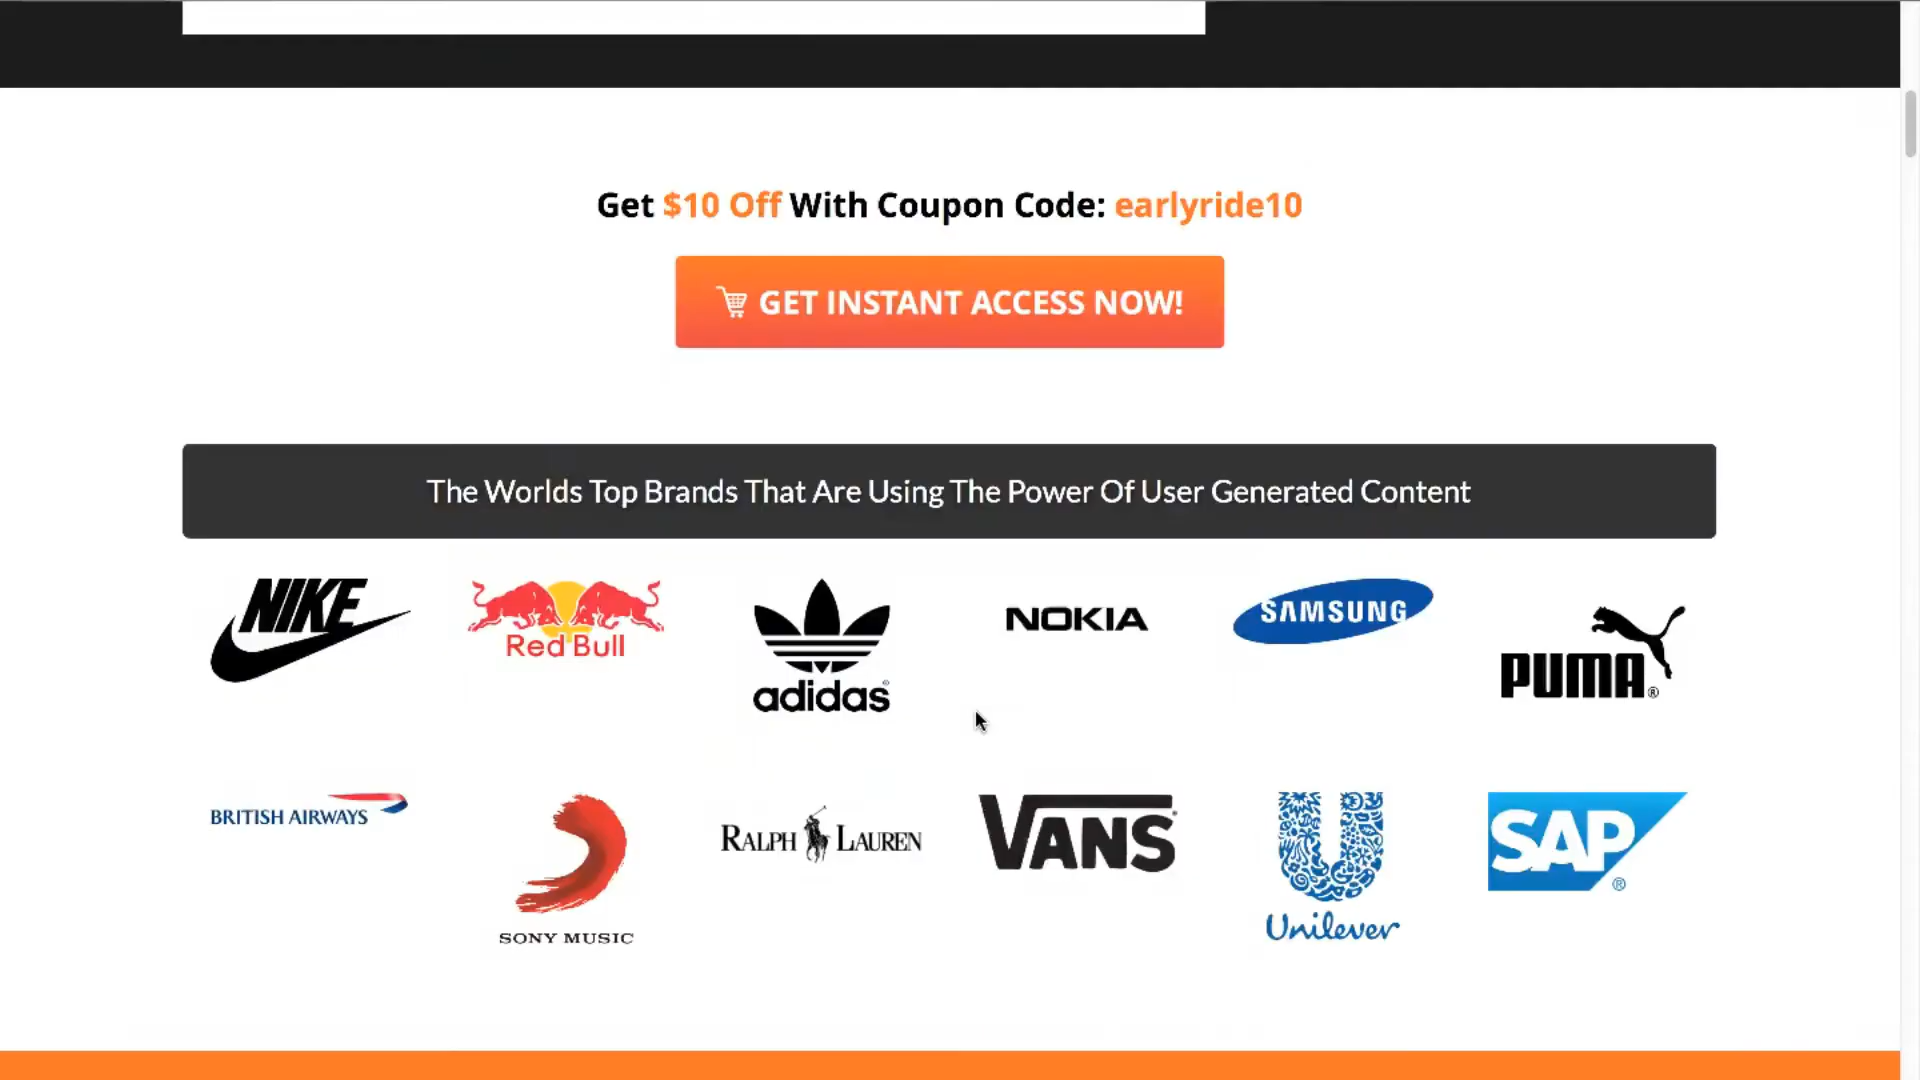 Get $10 Off With Coupon Code: earlyride10
GET INSTANT ACCESS NOW!
The Worlds Top Brands That Are Using The Power Of User Generated Content
NIKE
Red Bull
adidas
NOKIA
SAMSUNG
PUMA®
BRITISH AIRWAYS
SONY MUSIC
RALPH LAUREN
VANS
Unilever
SAP®